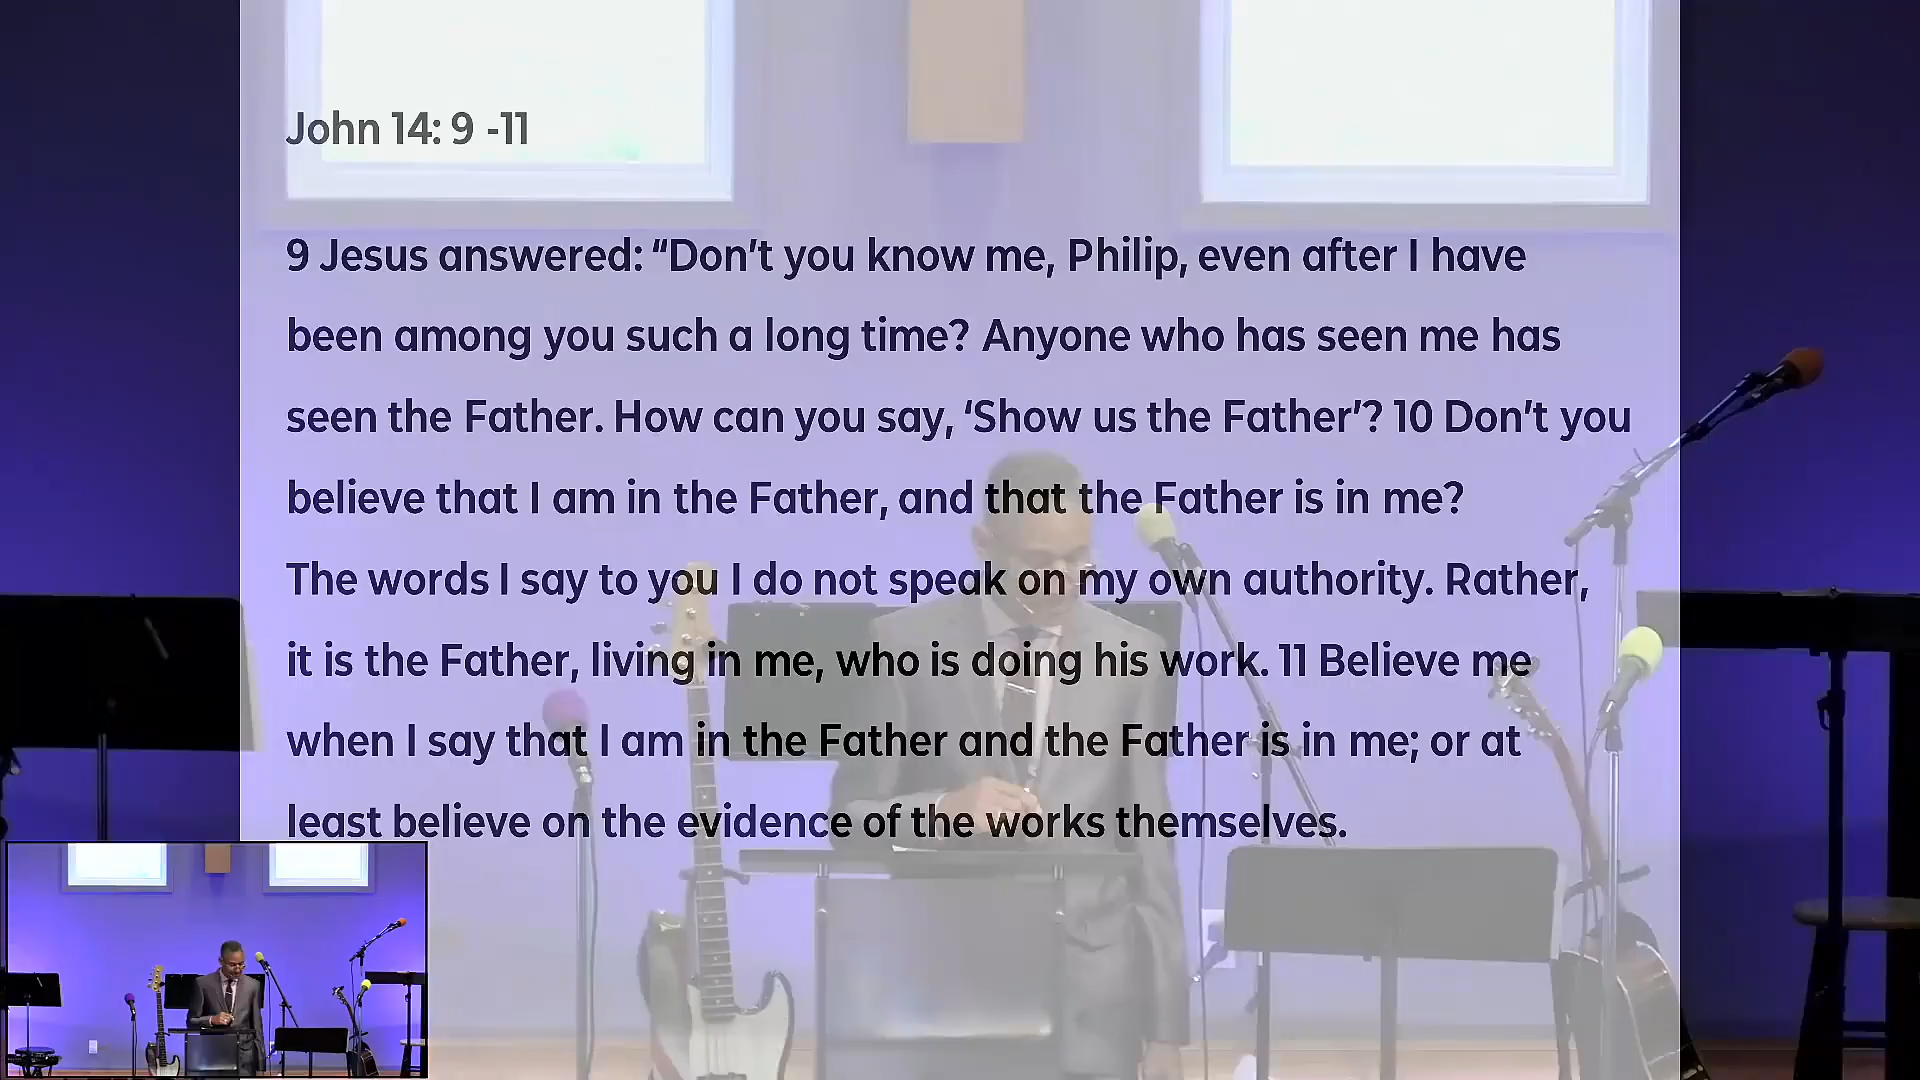 John 14: 9 -11
9 Jesus answered: “Don’t you know me, Philip, even after I have
been among you such a long time? Anyone who has seen me has
seen the Father. How can you say, ‘Show us the Father’? 10 Don’t you
believe that I am in the Father, and that the Father is in me?
The words I say to you I do not speak on my own authority. Rather,
it is the Father, living in me, who is doing his work. 11 Believe me
when I say that I am in the Father and the Father is in me; or at
least believe on the evidence of the works themselves.